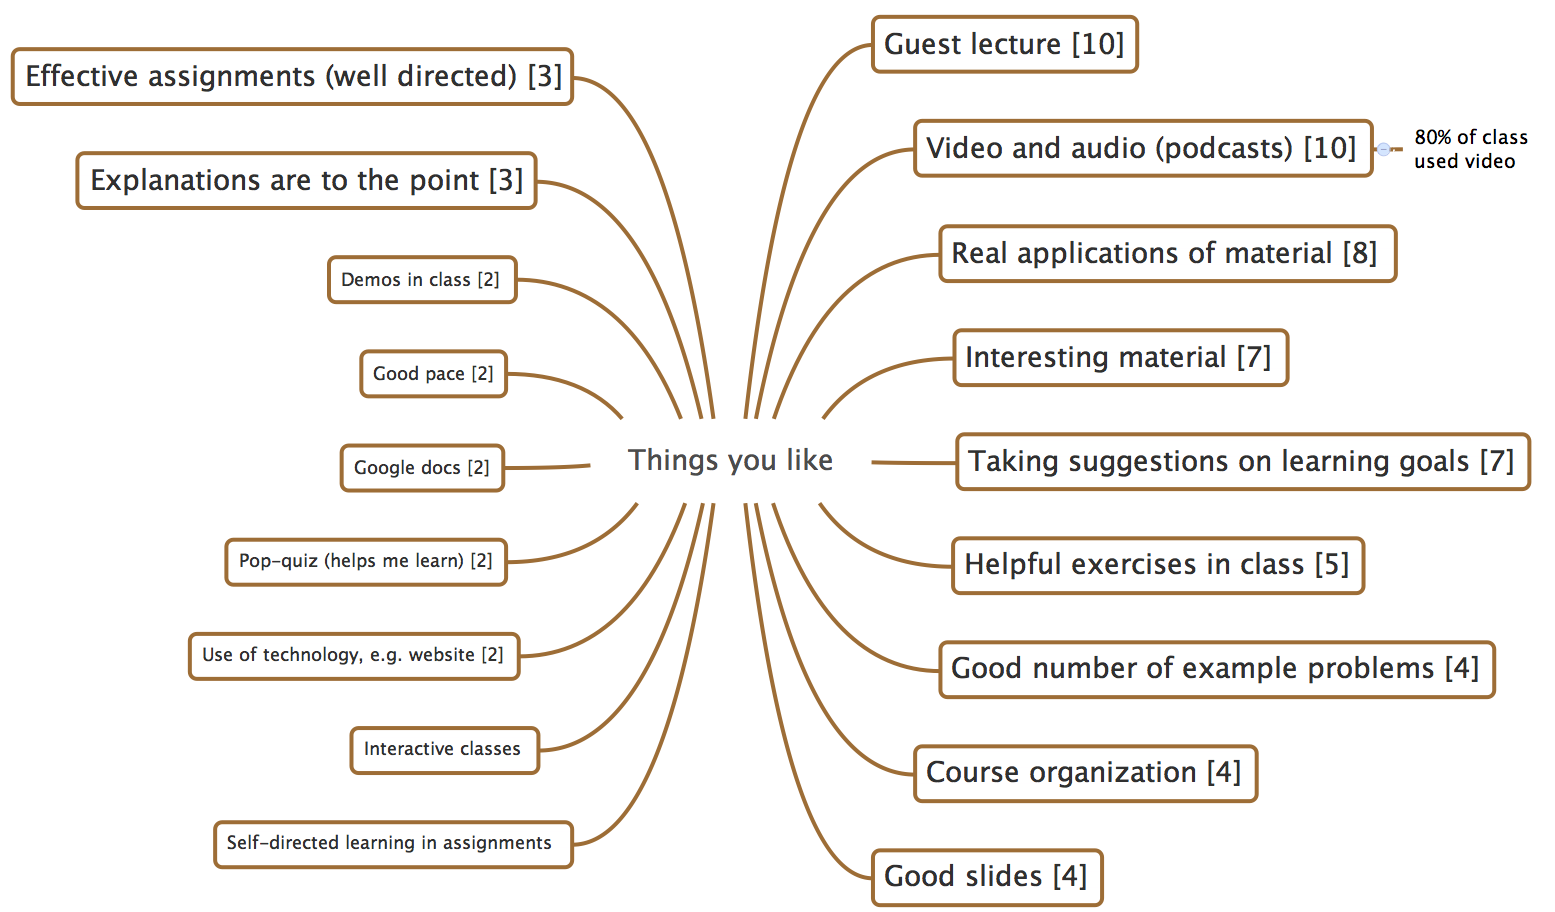 Things you like
Guest lecture [10]
Video and audio (podcasts) [10]
80% of class
used video
Real applications of material [8]
Interesting material [7]
Taking suggestions on learning goals [7]
Helpful exercises in class [5]
Good number of example problems [4]
Course organization [4]
Good slides [4]
Effective assignments (well directed) [3]
Explanations are to the point [3]
Demos in class [2]
Good pace [2]
Google docs [2]
Pop-quiz (helps me learn) [2]
Use of technology, e.g. website [2]
Interactive classes
Self-directed learning in assignments